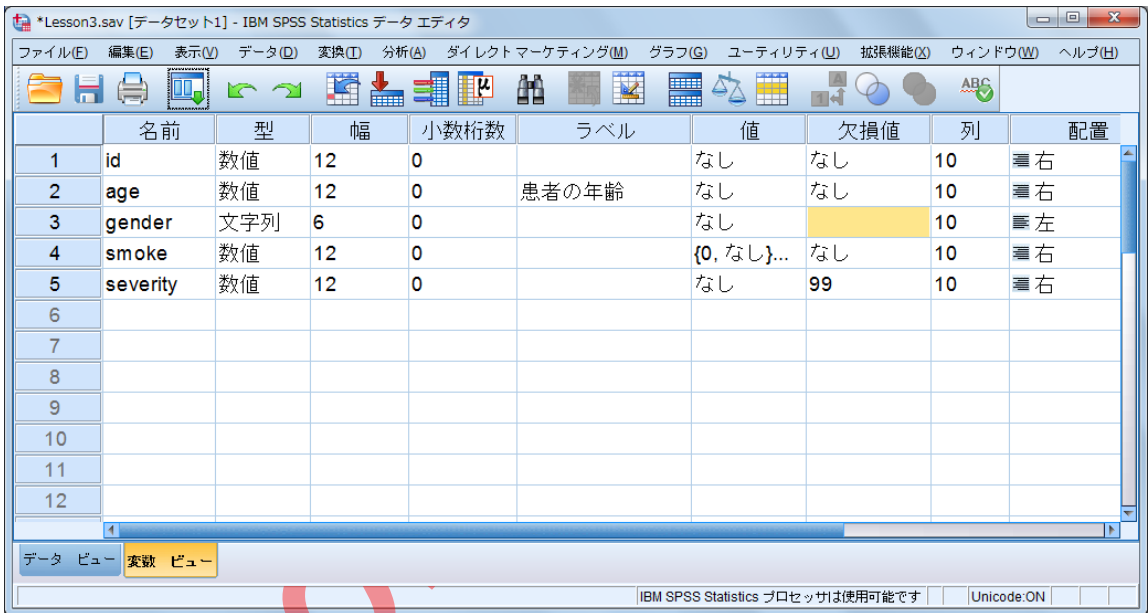 *Lesson3.sav [データセット1] - IBM SPSS Statistics データ エディタ
ファイル(F) 編集(E) 表示(V) データ(D) 変換(T) 分析(A) ダイレクトマーケティング(M) グラフ(G) ユーティリティ(U) 拡張機能(X) ウィンドウ(W) ヘルプ(H)
名前 型 幅 小数桁数 ラベル 値 欠損値 列 配置
1 id 数値 12 0 なし なし 10 右
2 age 数値 12 0 患者の年齢 なし なし 10 右
3 gender 文字列 6 0 なし 10 左
4 smoke 数値 12 0 {0, なし}... なし 10 右
5 severity 数値 12 0 なし 99 10 右
6
7
8
9
10
11
12
データ ビュー 変数 ビュー
IBM SPSS Statistics プロセッサは使用可能です Unicode:ON